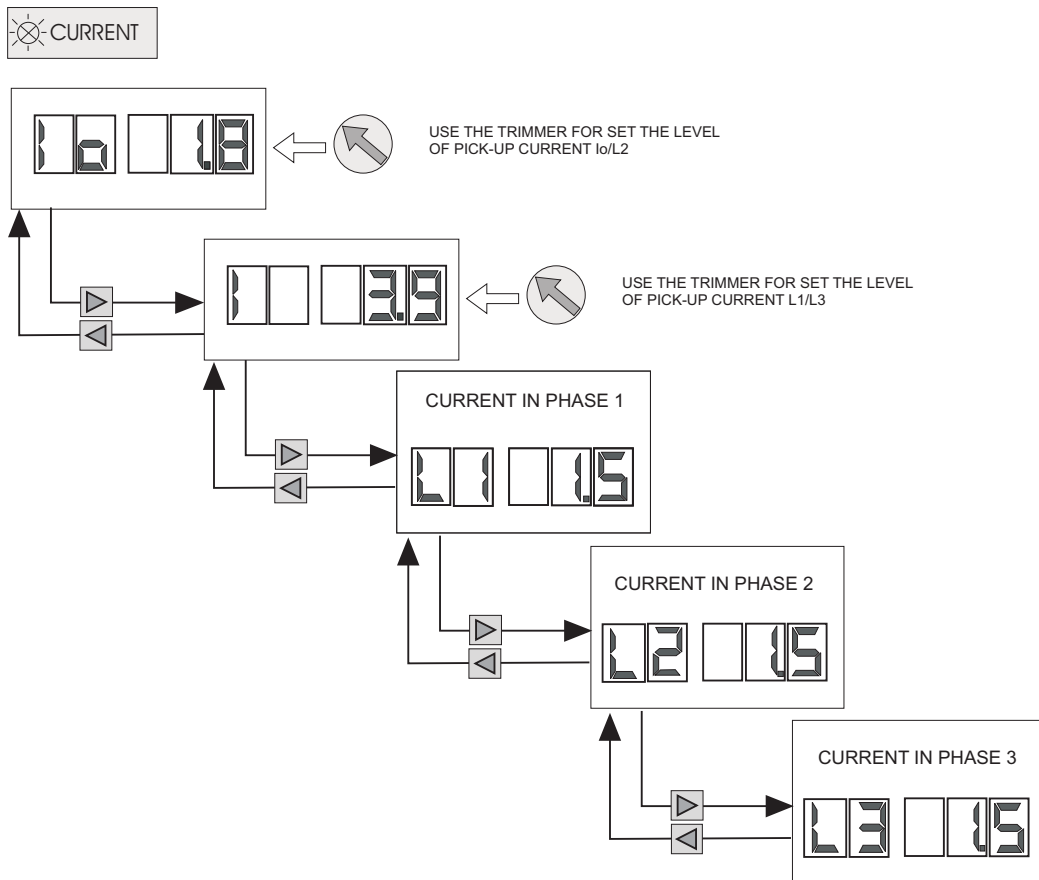 CURRENT
Io 1.8
USE THE TRIMMER FOR SET THE LEVEL
OF PICK-UP CURRENT Io/L2
I 3.9
USE THE TRIMMER FOR SET THE LEVEL
OF PICK-UP CURRENT L1/L3
CURRENT IN PHASE 1
L1 1.5
CURRENT IN PHASE 2
L2 1.5
CURRENT IN PHASE 3
L3 1.5